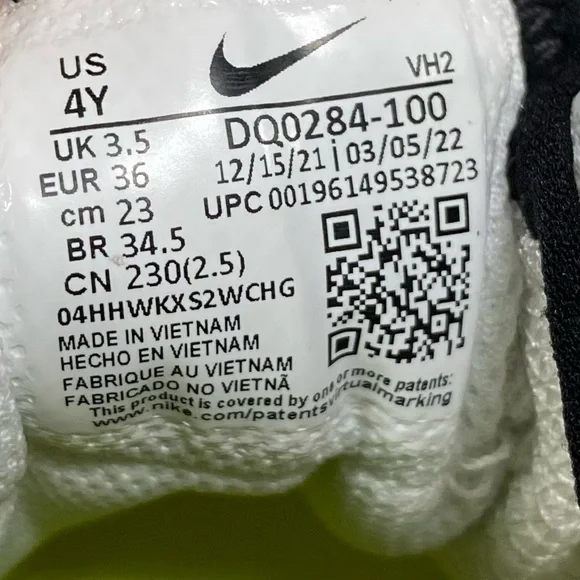 US
4Y
VH2
DQ0284-100
UK 3.5
12/15/21 | 03/05/22
EUR 36
UPC 00196149538723
cm 23
BR 34.5
CN 230(2.5)
04HHWKXS2WCHG
MADE IN VIETNAM
HECHO EN VIETNAM
FABRIQUE AU VIETNAM
FABRICADO NO VIETNÃ
This product is covered by one or more patents:
www.nike.com/patentsvirtualmarking